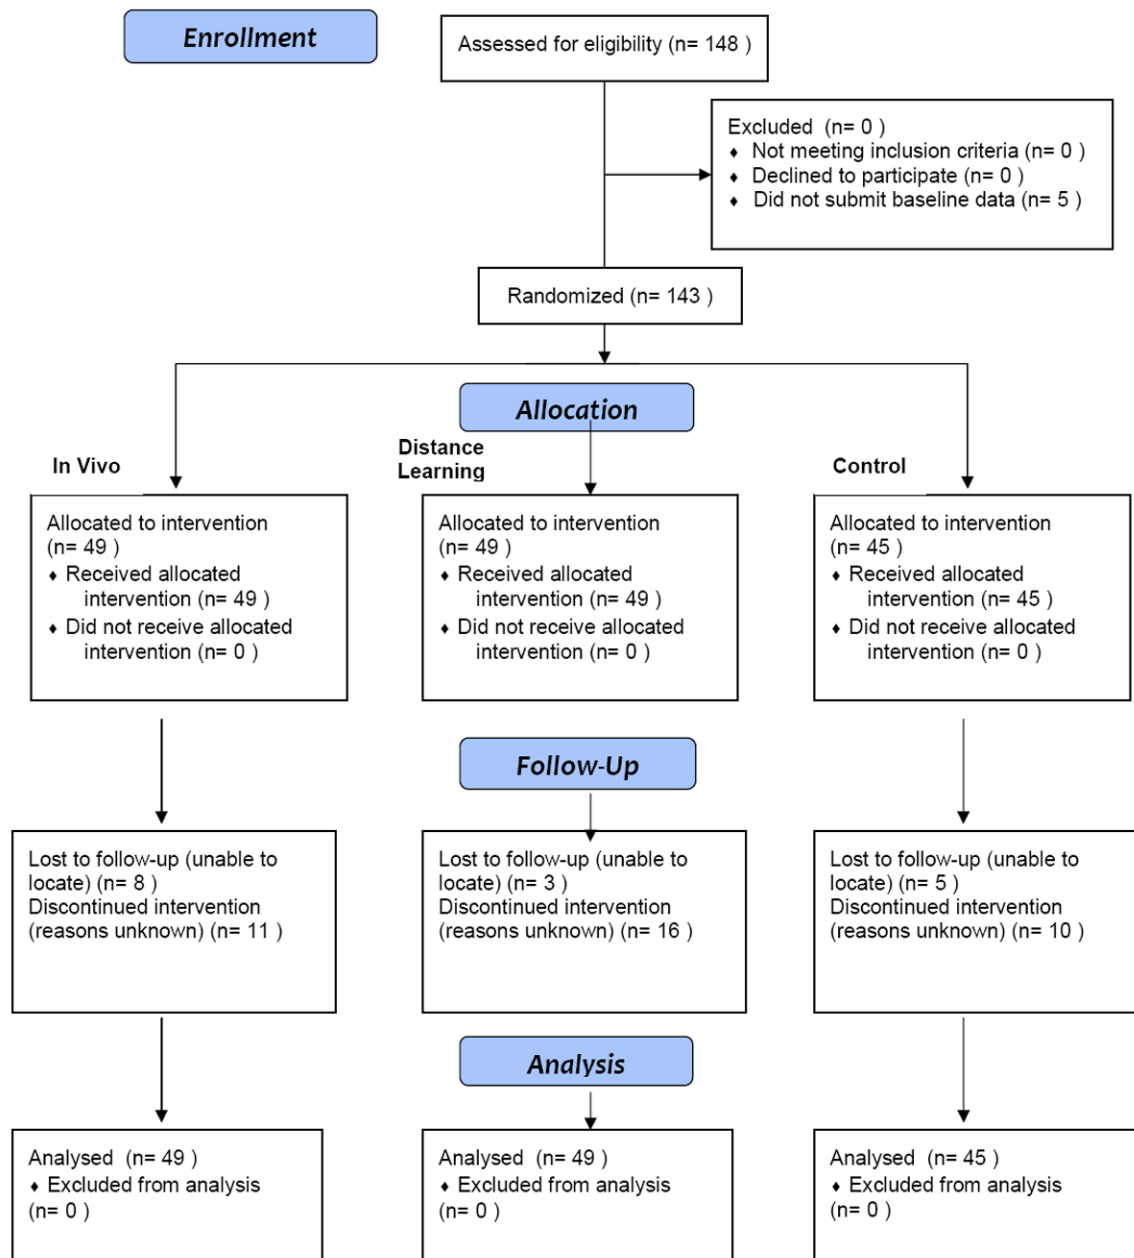 Enrollment
Assessed for eligibility (n= 148 )
Excluded (n= 0 )
♦ Not meeting inclusion criteria (n= 0 )
♦ Declined to participate (n= 0 )
♦ Did not submit baseline data (n= 5 )
Randomized (n= 143 )
Allocation
In Vivo
Allocated to intervention
(n= 49 )
♦ Received allocated
intervention (n= 49 )
♦ Did not receive allocated
intervention (n= 0 )
Distance
Learning
Allocated to intervention
(n= 49 )
♦ Received allocated
intervention (n= 49 )
♦ Did not receive allocated
intervention (n= 0 )
Control
Allocated to intervention
(n= 45 )
♦ Received allocated
intervention (n= 45 )
♦ Did not receive allocated
intervention (n= 0 )
Follow-Up
Lost to follow-up (unable to
locate) (n= 8 )
Discontinued intervention
(reasons unknown) (n= 11 )
Lost to follow-up (unable to
locate) (n= 3 )
Discontinued intervention
(reasons unknown) (n= 16 )
Lost to follow-up (unable to
locate) (n= 5 )
Discontinued intervention
(reasons unknown) (n= 10 )
Analysis
Analysed (n= 49 )
♦ Excluded from analysis
(n= 0 )
Analysed (n= 49 )
♦ Excluded from analysis
(n= 0 )
Analysed (n= 45 )
♦ Excluded from analysis
(n= 0 )